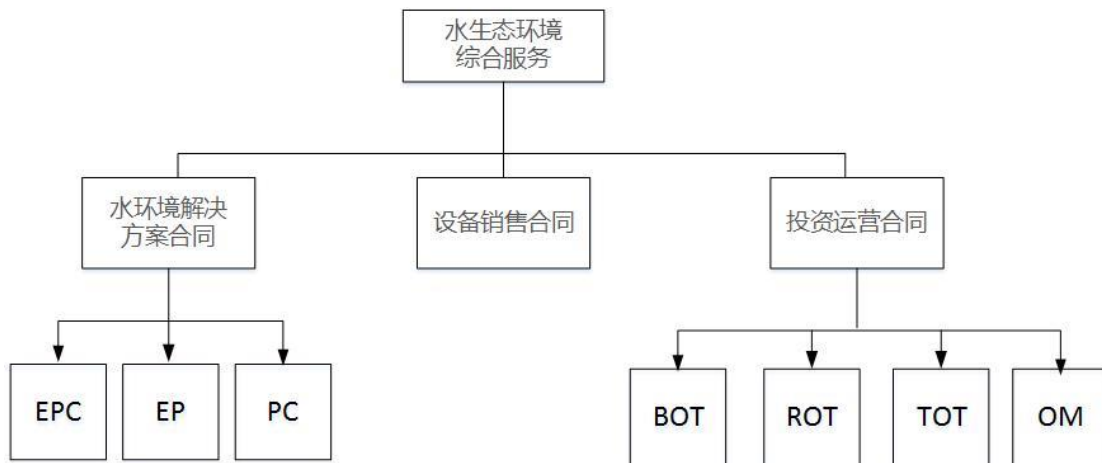 水生态环境
综合服务
水环境解决
方案合同
设备销售合同
投资运营合同
EPC
EP
PC
BOT
ROT
TOT
OM